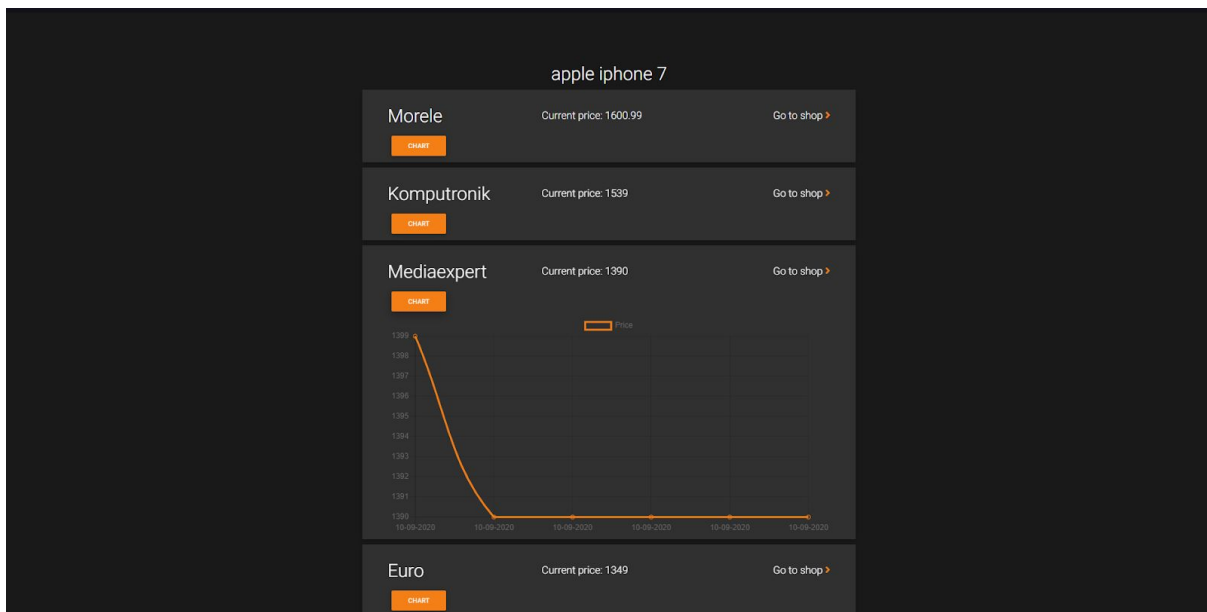 apple iphone 7
Morele Current price: 1600.99 Go to shop >
CHART
Komputronik Current price: 1539 Go to shop >
CHART
Mediaexpert Current price: 1390 Go to shop >
CHART
Price
1399
1398
1397
1396
1395
1394
1393
1392
1391
1390
10-09-2020 10-09-2020 10-09-2020 10-09-2020 10-09-2020 10-09-2020
Euro Current price: 1349 Go to shop >
CHART